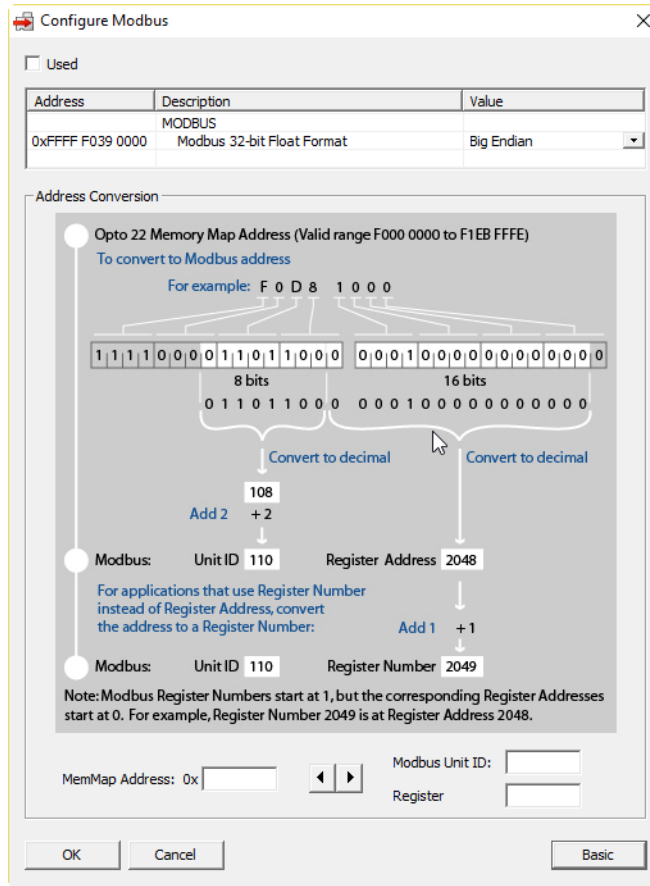 Configure Modbus
Used
Address Description Value
MODBUS
0xFFFF F039 0000 Modbus 32-bit Float Format Big Endian
Address Conversion
Opto 22 Memory Map Address (Valid range F000 0000 to F1EB FFFE)
To convert to Modbus address
For example: F 0 D 8 1 0 0 0
1 1 1 1 0 0 0 0 1 1 0 1 1 0 0 0 0 0 0 1 0 0 0 0 0 0 0 0 0 0 0 0
8 bits 16 bits
0 1 1 0 1 1 0 0 0 0 0 0 1 0 0 0 0 0 0 0 0 0 0 0 0
Convert to decimal Convert to decimal
108
Add 2 + 2
Modbus: Unit ID 110 Register Address 2048
For applications that use Register Number
instead of Register Address, convert
the address to a Register Number: Add 1 + 1
Modbus: Unit ID 110 Register Number 2049
Note: Modbus Register Numbers start at 1, but the corresponding Register Addresses
start at 0. For example, Register Number 2049 is at Register Address 2048.
MemMap Address: 0x
Modbus Unit ID:
Register
OK Cancel Basic